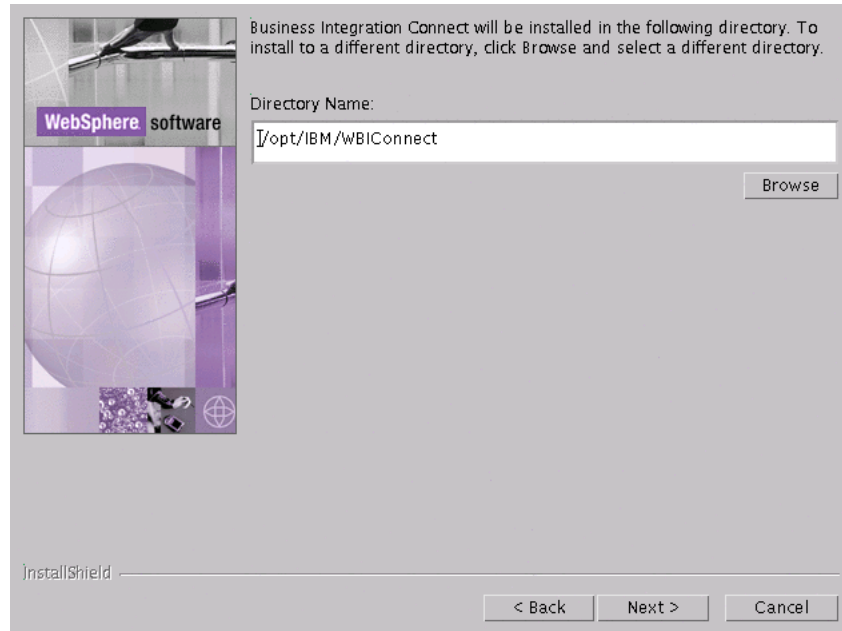 Business Integration Connect will be installed in the following directory. To
install to a different directory, click Browse and select a different directory.
WebSphere software
Directory Name:
/opt/IBM/WBIConnect
Browse
InstallShield
< Back
Next >
Cancel